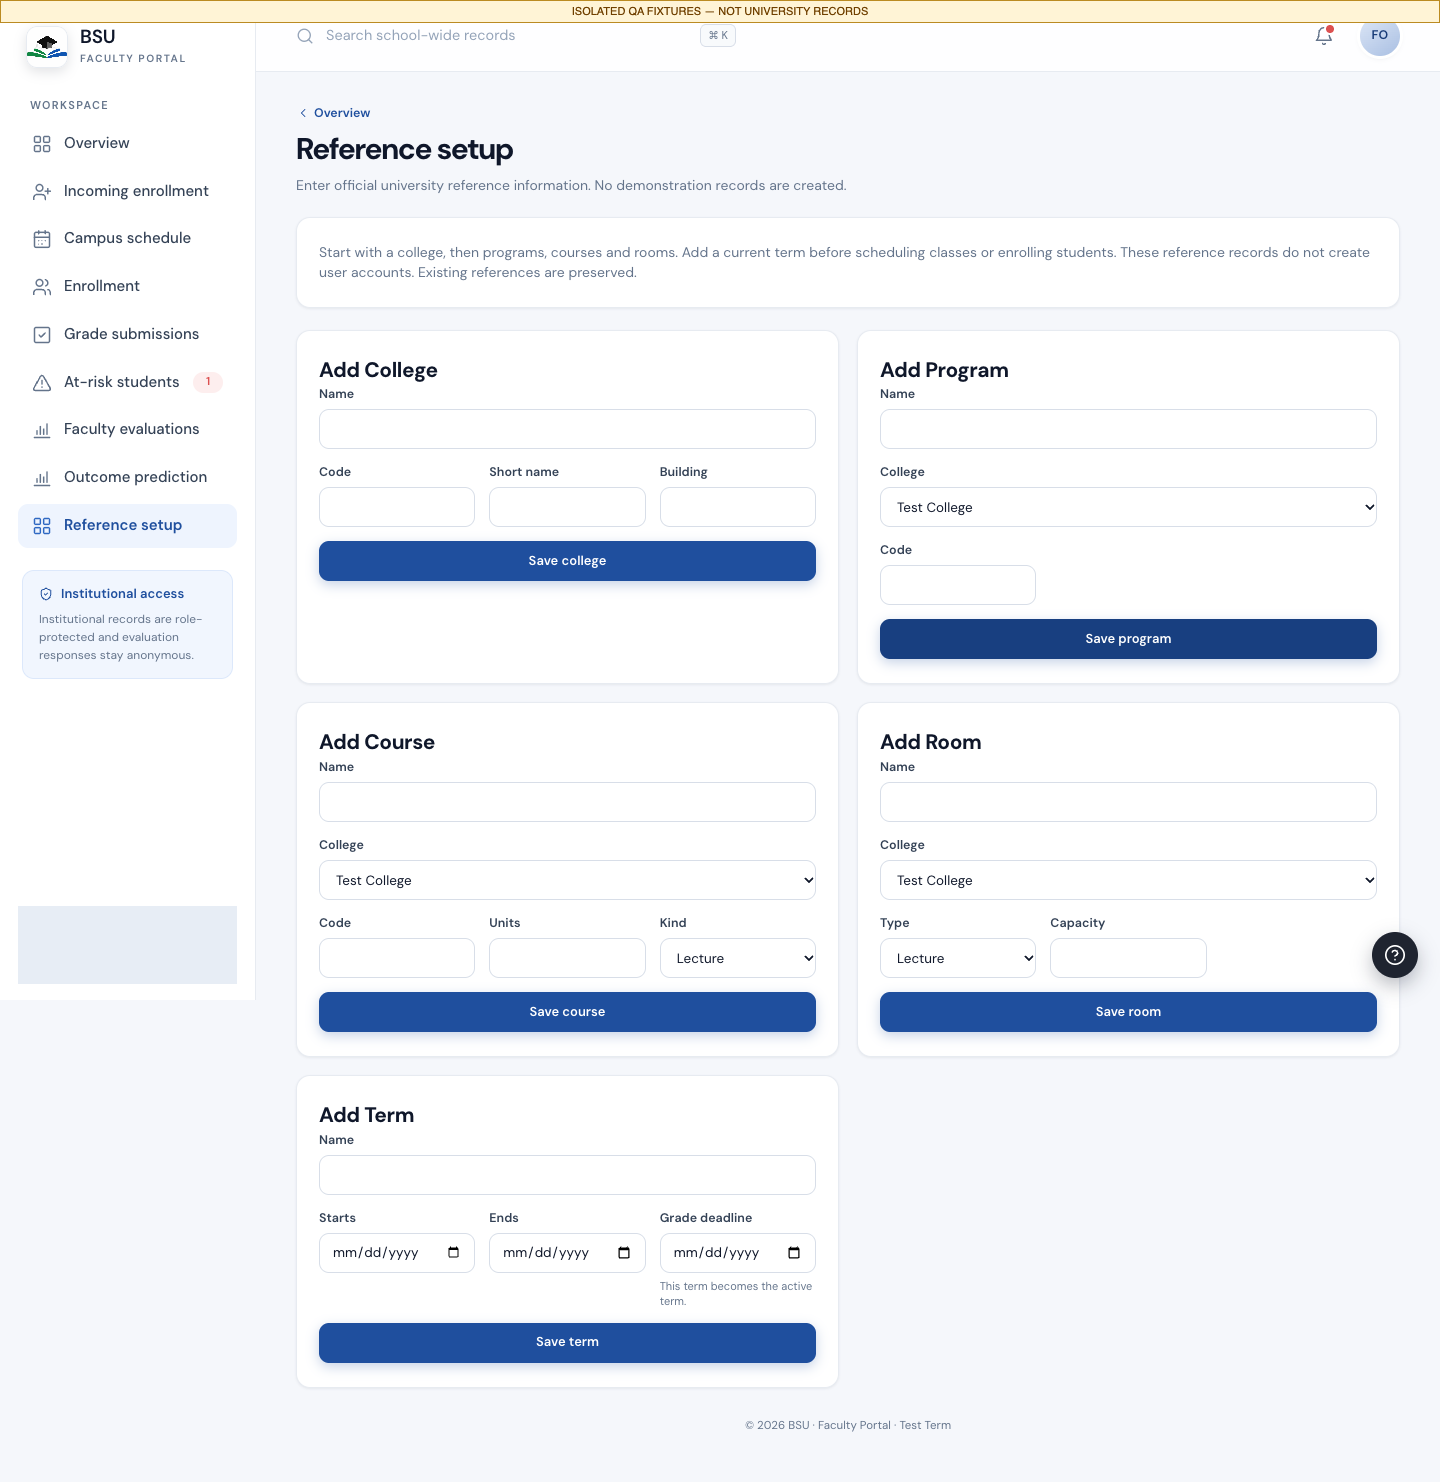 ISOLATED QA FIXTURES — NOT UNIVERSITY RECORDS
BSU
FACULTY PORTAL
Search school-wide records
⌘ K
FO
WORKSPACE
Overview
Incoming enrollment
Campus schedule
Enrollment
Grade submissions
At-risk students 1
Faculty evaluations
Outcome prediction
Reference setup
Institutional access
Institutional records are role-
protected and evaluation
responses stay anonymous.
Overview
Reference setup
Enter official university reference information. No demonstration records are created.
Start with a college, then programs, courses and rooms. Add a current term before scheduling classes or enrolling students. These reference records do not create
user accounts. Existing references are preserved.
Add College
Name
Code Short name Building
Save college
Add Program
Name
College
Test College
Code
Save program
Add Course
Name
College
Test College
Code Units Kind
Lecture
Save course
Add Room
Name
College
Test College
Type Capacity
Lecture
Save room
Add Term
Name
Starts Ends Grade deadline
mm/dd/yyyy mm/dd/yyyy mm/dd/yyyy
This term becomes the active
term.
Save term
© 2026 BSU · Faculty Portal · Test Term